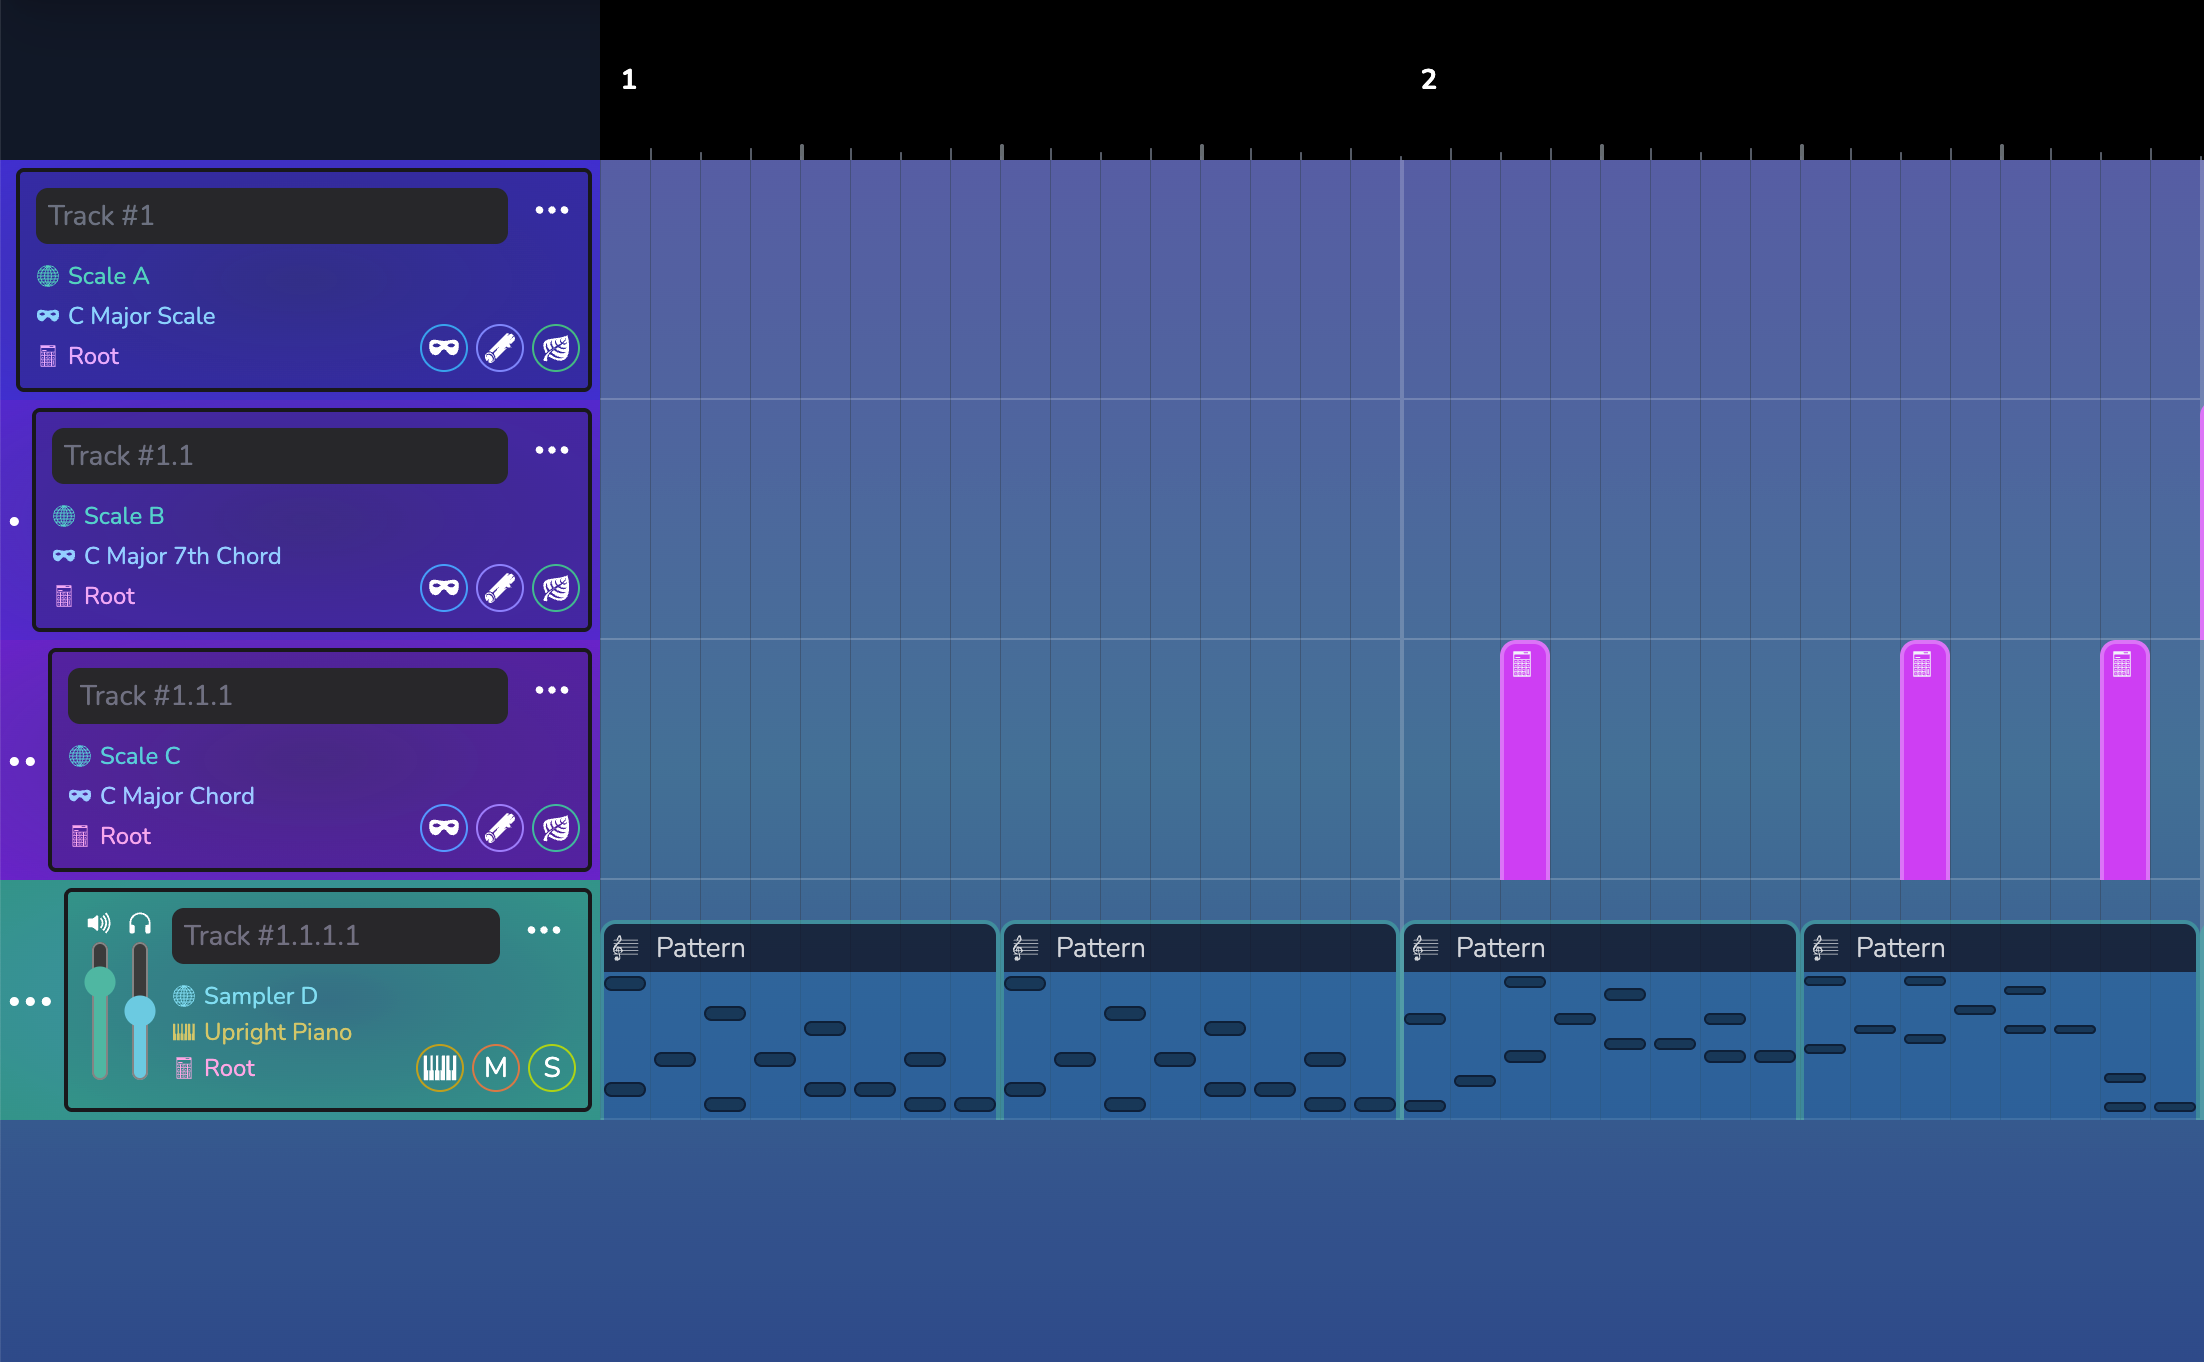 1 2
Track #1
Scale A
C Major Scale
Root
Track #1.1
Scale B
C Major 7th Chord
Root
Track #1.1.1
Scale C
C Major Chord
Root
Track #1.1.1.1
Sampler D
Upright Piano
Root
M S
Pattern Pattern Pattern Pattern